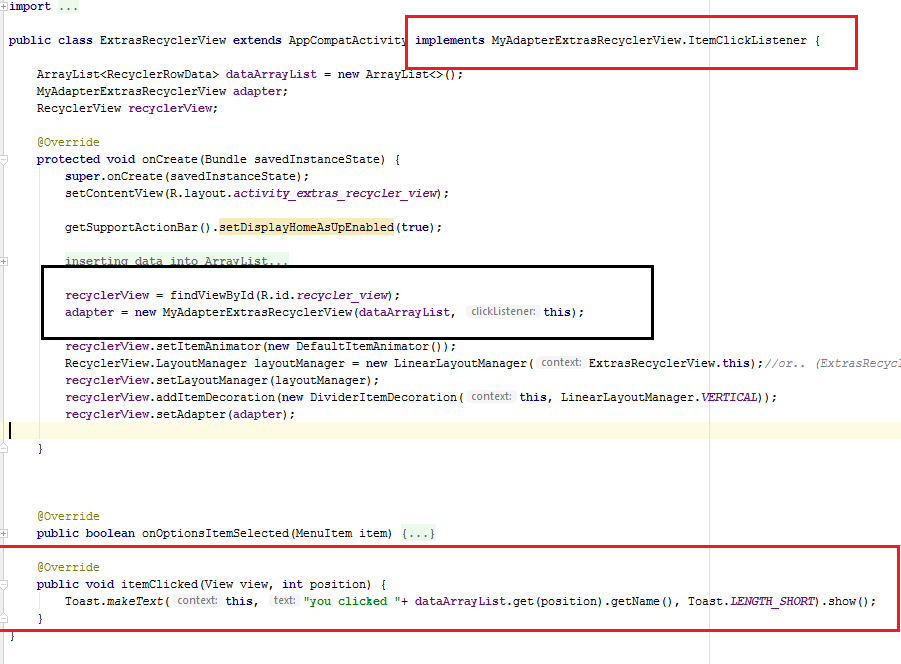 import ...
public class ExtrasRecyclerView extends AppCompatActivity implements MyAdapterExtrasRecyclerView.ItemClickListener {
ArrayList<RecyclerRowData> dataArrayList = new ArrayList<>();
MyAdapterExtrasRecyclerView adapter;
RecyclerView recyclerView;
@Override
protected void onCreate(Bundle savedInstanceState) {
super.onCreate(savedInstanceState);
setContentView(R.layout.activity_extras_recycler_view);
getSupportActionBar().setDisplayHomeAsUpEnabled(true);
inserting data into ArrayList...
recyclerView = findViewById(R.id.recycler_view);
adapter = new MyAdapterExtrasRecyclerView(dataArrayList, clickListener: this);
recyclerView.setItemAnimator(new DefaultItemAnimator());
RecyclerView.LayoutManager layoutManager = new LinearLayoutManager( context: ExtrasRecyclerView.this);//or.. (ExtrasRecycl
recyclerView.setLayoutManager(layoutManager);
recyclerView.addItemDecoration(new DividerItemDecoration( context: this, LinearLayoutManager.VERTICAL));
recyclerView.setAdapter(adapter);
}
@Override
public boolean onOptionsItemSelected(MenuItem item) {...}
@Override
public void itemClicked(View view, int position) {
Toast.makeText( context: this, text: "you clicked "+ dataArrayList.get(position).getName(), Toast.LENGTH_SHORT).show();
}
}